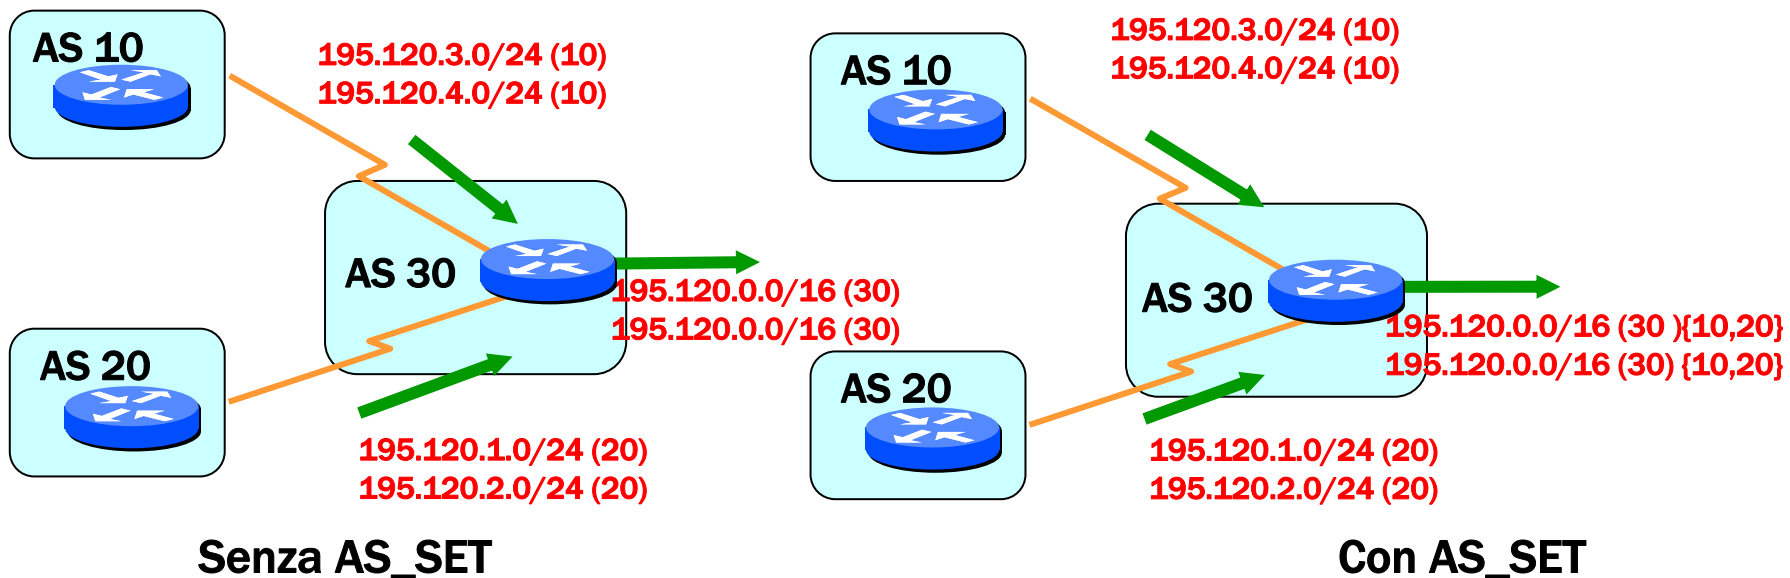 AS 10
195.120.3.0/24 (10)
195.120.4.0/24 (10)
AS 30
195.120.0.0/16 (30)
195.120.0.0/16 (30)
AS 20
195.120.1.0/24 (20)
195.120.2.0/24 (20)
Senza AS_SET
AS 10
195.120.3.0/24 (10)
195.120.4.0/24 (10)
AS 30
195.120.0.0/16 (30 ){10,20}
195.120.0.0/16 (30) {10,20}
AS 20
195.120.1.0/24 (20)
195.120.2.0/24 (20)
Con AS_SET